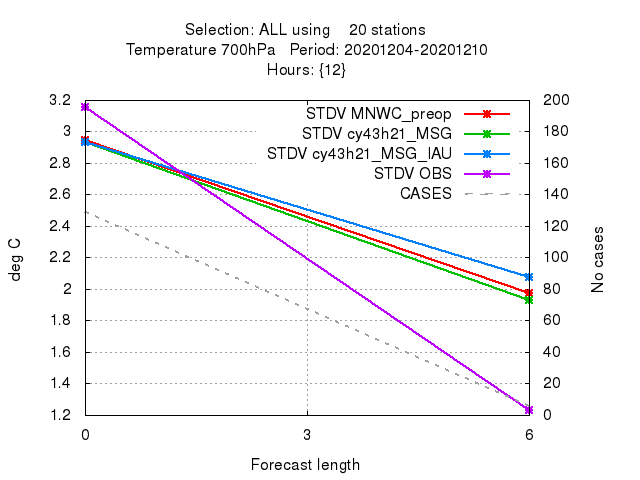 Selection: ALL using 20 stations
Temperature 700hPa Period: 20201204-20201210
Hours: {12}
STDV MNWC_preop
STDV cy43h21_MSG
STDV cy43h21_MSG_IAU
STDV OBS
CASES
3.2
3
2.8
2.6
2.4
2.2
2
1.8
1.6
1.4
1.2
deg C
200
180
160
140
120
100
80
60
40
20
0
No cases
0 3 6
Forecast length